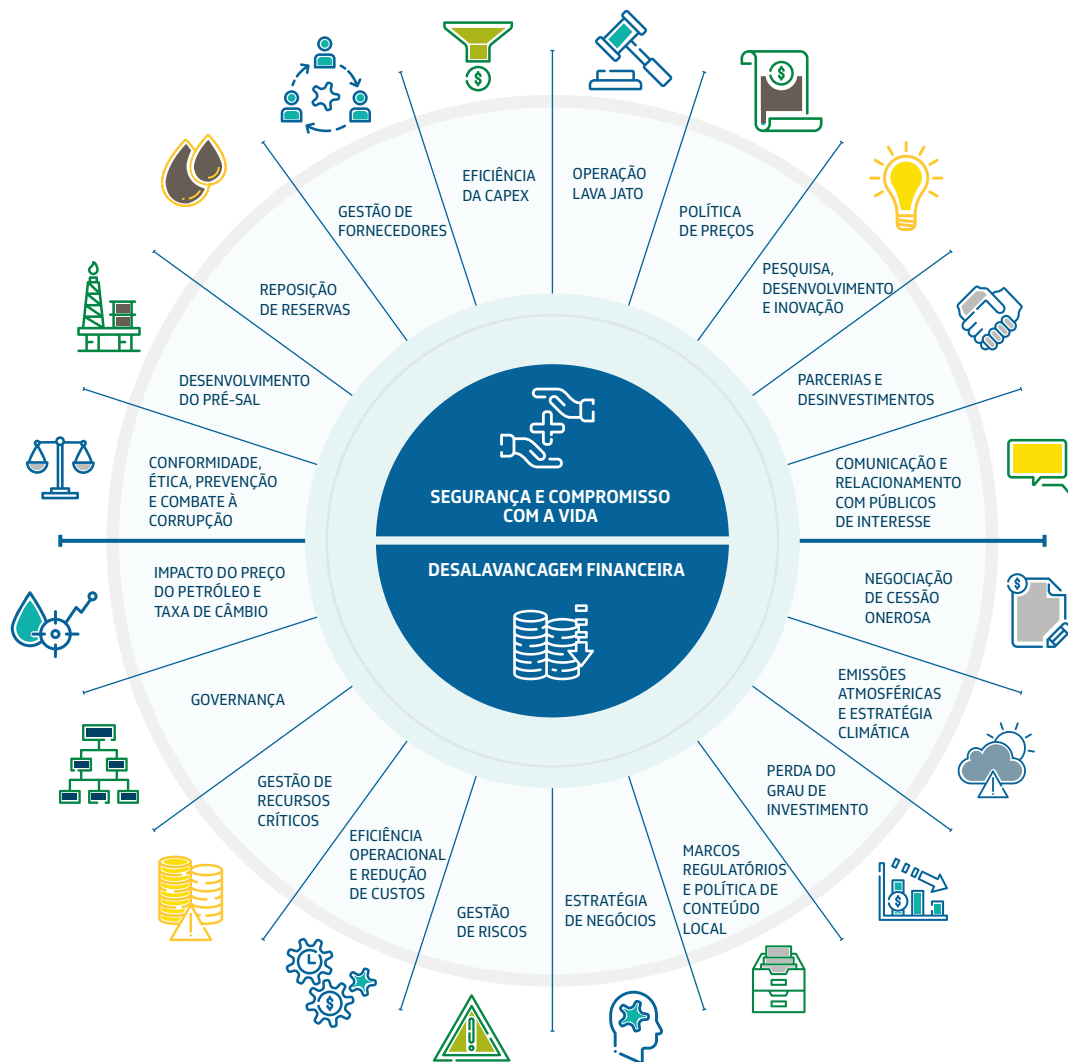 EFICIÊNCIA
DA CAPEX
OPERAÇÃO
LAVA JATO
POLÍTICA
DE PREÇOS
PESQUISA,
DESENVOLVIMENTO
E INOVAÇÃO
PARCERIAS E
DESINVESTIMENTOS
COMUNICAÇÃO E
RELACIONAMENTO
COM PÚBLICOS
DE INTERESSE
NEGOCIAÇÃO
DE CESSÃO
ONEROSA
EMISSÕES
ATMOSFÉRICAS
E ESTRATÉGIA
CLIMÁTICA
PERDA DO
GRAU DE
INVESTIMENTO
MARCOS
REGULATÓRIOS
E POLÍTICA DE
CONTEÚDO
LOCAL
ESTRATÉGIA
DE NEGÓCIOS
GESTÃO
DE RISCOS
EFICIÊNCIA
OPERACIONAL
E REDUÇÃO
DE CUSTOS
GESTÃO DE
RECURSOS
CRÍTICOS
GOVERNANÇA
IMPACTO DO PREÇO
DO PETRÓLEO E
TAXA DE CÂMBIO
CONFORMIDADE,
ÉTICA, PREVENÇÃO
E COMBATE À
CORRUPÇÃO
DESENVOLVIMENTO
DO PRÉ-SAL
REPOSIÇÃO
DE RESERVAS
GESTÃO DE
FORNECEDORES
SEGURANÇA E COMPROMISSO
COM A VIDA
DESALAVANCAGEM FINANCEIRA